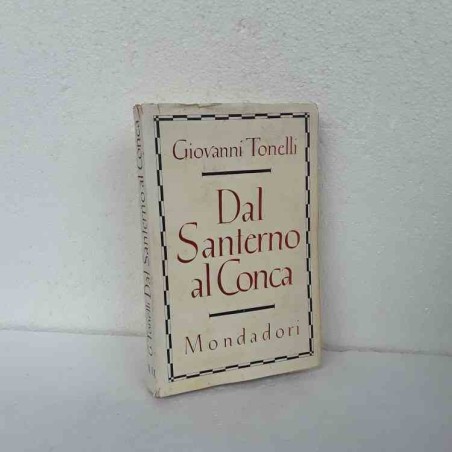 Giovanni Tonelli
Dal
Santerno
al Conca
Mondadori
G. Tonelli Dal Santerno al Conca